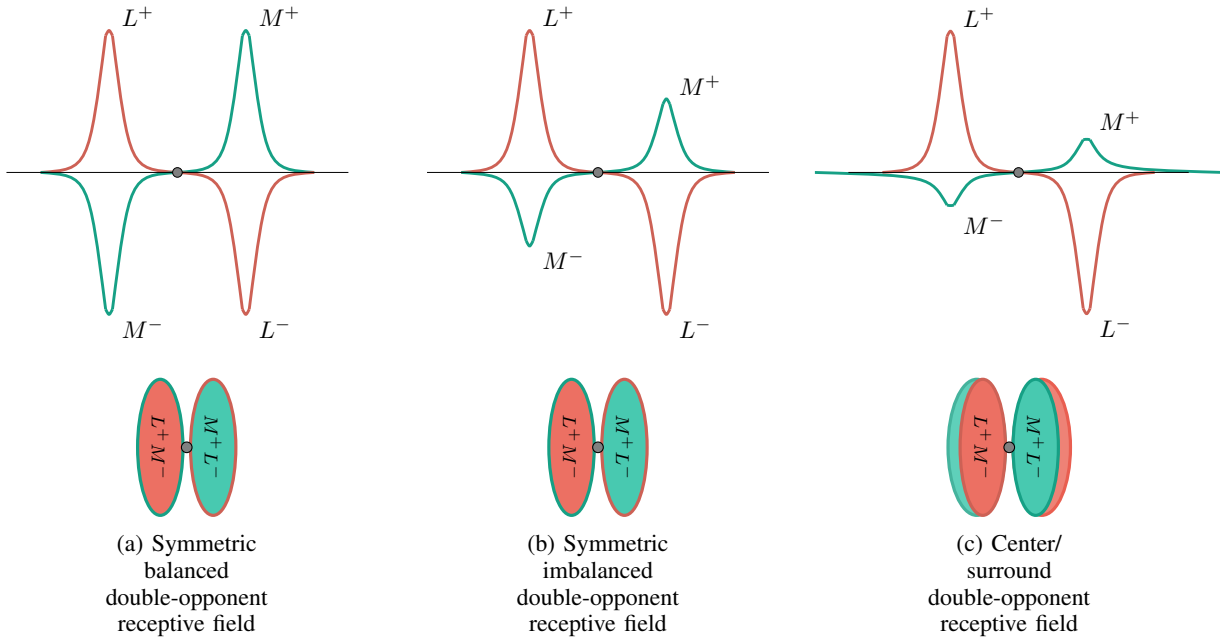 L⁺
M⁺
M⁻
L⁻
L⁺M⁻
M⁺L⁻
(a) Symmetric
balanced
double-opponent
receptive field
L⁺
M⁺
M⁻
L⁻
L⁺M⁻
M⁺L⁻
(b) Symmetric
imbalanced
double-opponent
receptive field
L⁺
M⁺
M⁻
L⁻
L⁺M⁻
M⁺L⁻
(c) Center/
surround
double-opponent
receptive field